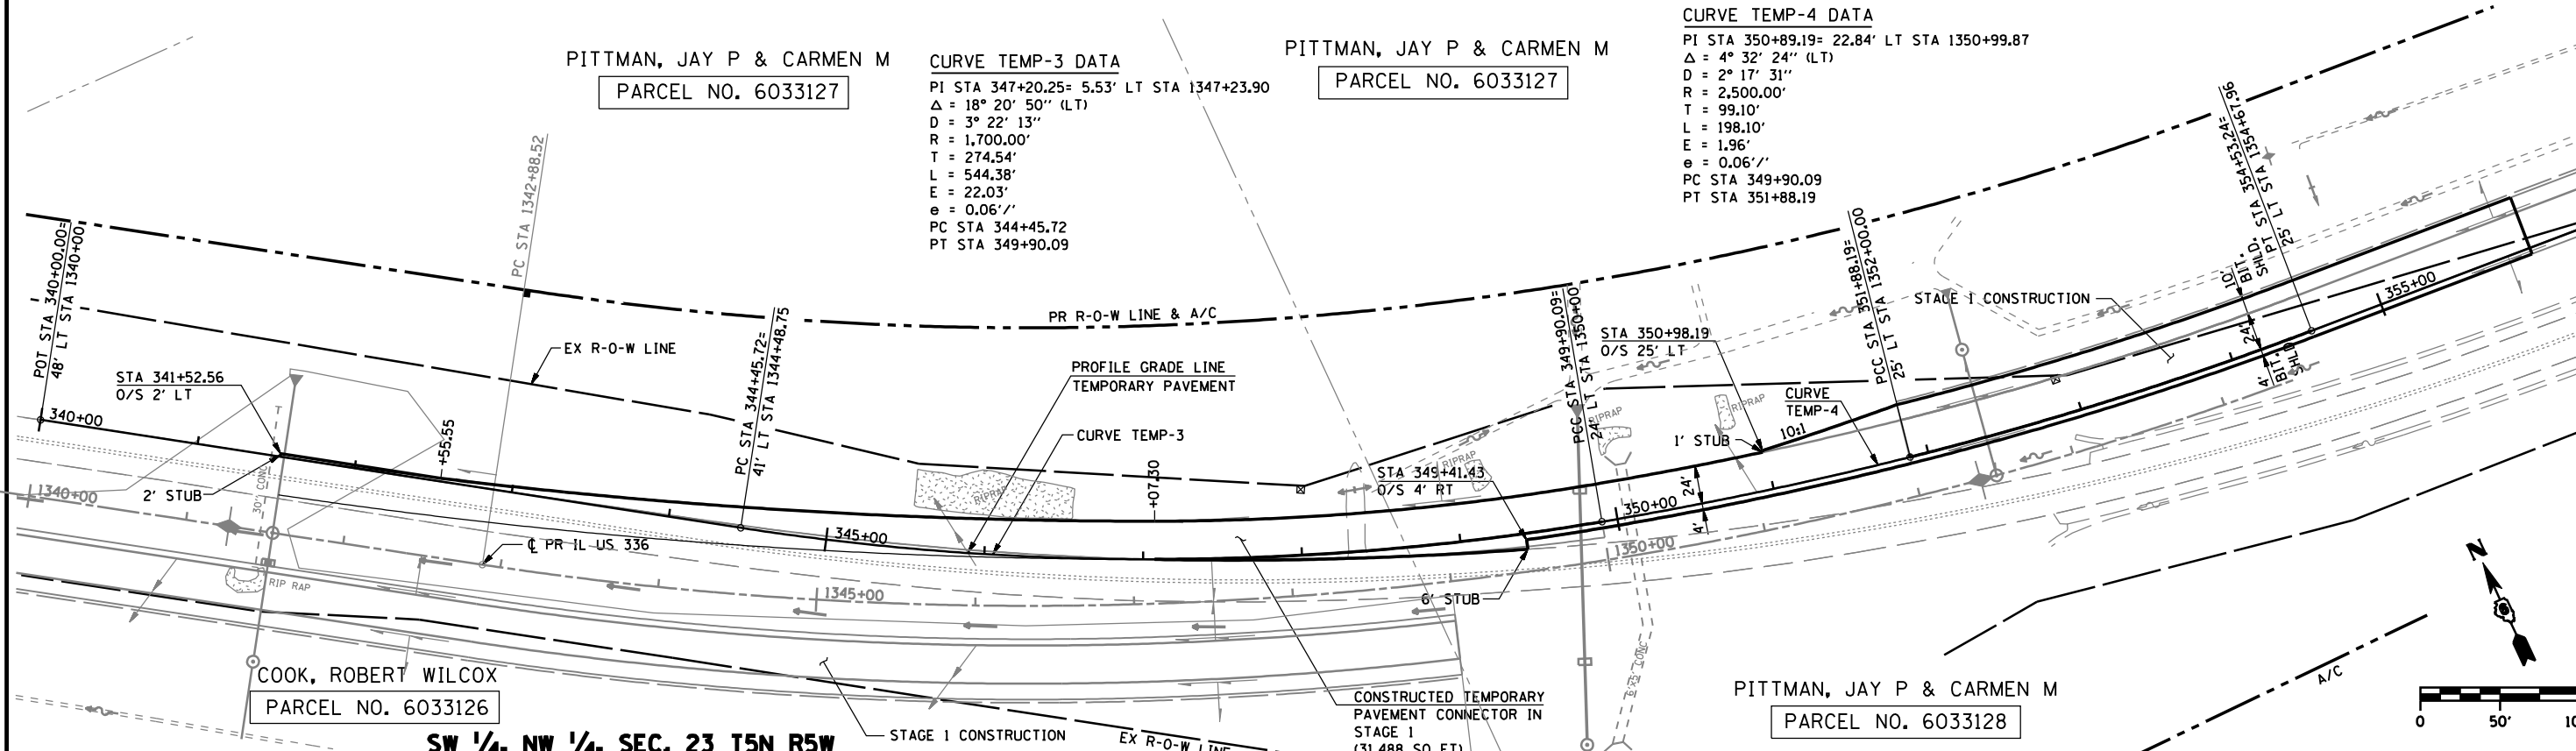 PITTMAN, JAY P & CARMEN M
PARCEL NO. 6033127
CURVE TEMP-3 DATA
PI STA 347+20.25= 5.53' LT STA 1347+23.90
Δ = 18° 20' 50'' (LT)
D = 3° 22' 13''
R = 1,700.00'
T = 274.54'
L = 544.38'
E = 22.03'
e = 0.06'/'
PC STA 344+45.72
PT STA 349+90.09
PITTMAN, JAY P & CARMEN M
PARCEL NO. 6033127
CURVE TEMP-4 DATA
PI STA 350+89.19= 22.84' LT STA 1350+99.87
Δ = 4° 32' 24'' (LT)
D = 2° 17' 31''
R = 2,500.00'
T = 99.10'
L = 198.10'
E = 1.96'
e = 0.06'/'
PC STA 349+90.09
PT STA 351+88.19
POT STA 340+00.00=
48' LT STA 1340+00
PC STA 1342+88.52
EX R-O-W LINE
STA 341+52.56
O/S 2' LT
340+00
2' STUB
+55.55
1340+00
30" CONC
RIP RAP
℄ PR IL US 336
PC STA 344+45.72=
41' LT STA 1344+48.75
345+00
1345+00
PR R-O-W LINE & A/C
PROFILE GRADE LINE
TEMPORARY PAVEMENT
CURVE TEMP-3
RIPRAP
+07.30
STA 349+41.43
O/S 4' RT
RIPRAP
6' STUB
PCC STA 349+90.09=
24' LT STA 1350+00
RIPRAP
350+00
1350+00
STA 350+98.19
O/S 25' LT
RIPRAP
1' STUB
10:1
24'
4'
CURVE
TEMP-4
PCC STA 351+88.19=
25' LT STA 1352+00.00
STAGE 1 CONSTRUCTION
SHLD. PT STA 354+53.24=
25' LT STA 1354+67.96
10'
BIT.
24'
4'
BIT.
SHLD
355+00
N
COOK, ROBERT WILCOX
PARCEL NO. 6033126
SW 1/4, NW 1/4, SEC. 23 T5N R5W
STAGE 1 CONSTRUCTION
EX R-O-W LINE
CONSTRUCTED TEMPORARY
PAVEMENT CONNECTOR IN
STAGE 1
(31,488 SQ FT)
PITTMAN, JAY P & CARMEN M
PARCEL NO. 6033128
A/C
0 50'